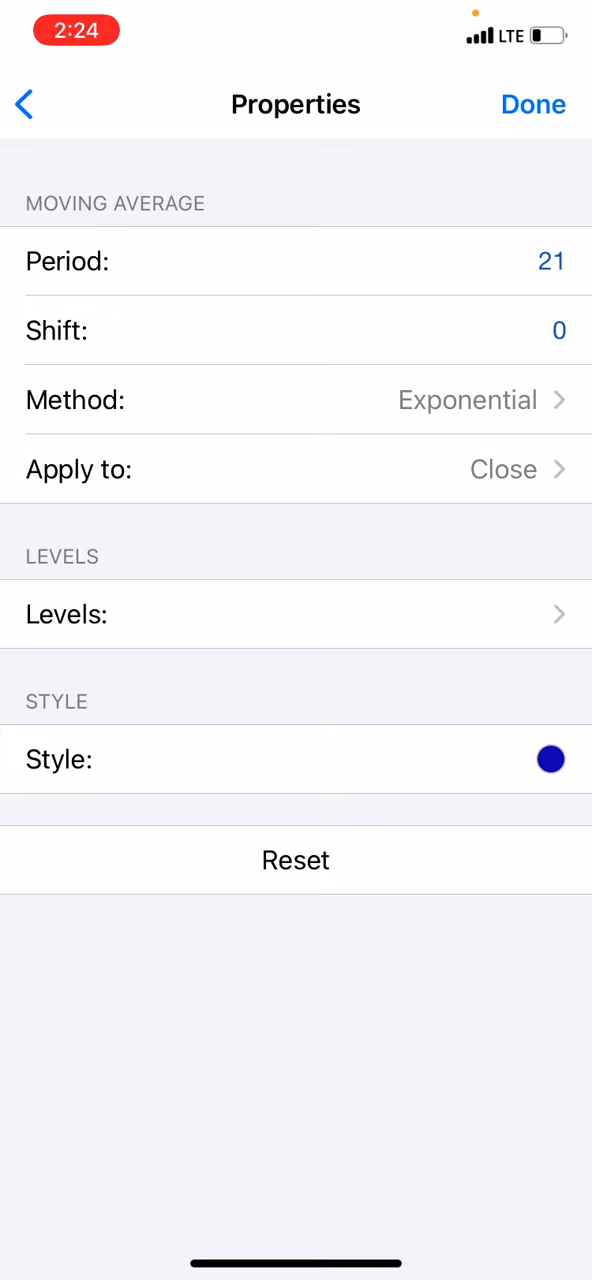 2:24
LTE
Properties
Done
MOVING AVERAGE
Period: 21
Shift: 0
Method: Exponential
Apply to: Close
LEVELS
Levels:
STYLE
Style:
Reset